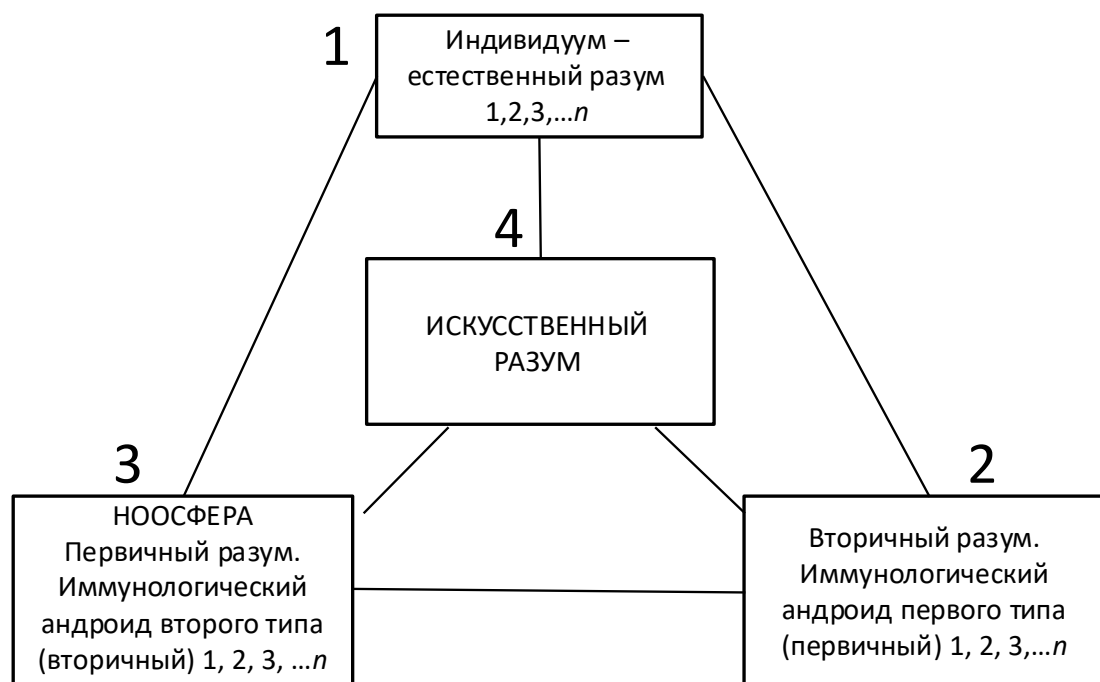 1
Индивидуум –
естественный разум
1,2,3,...n
4
ИСКУССТВЕННЫЙ
РАЗУМ
3
НООСФЕРА
Первичный разум.
Иммунологический
андроид второго типа
(вторичный) 1, 2, 3, ...n
2
Вторичный разум.
Иммунологический
андроид первого типа
(первичный) 1, 2, 3,...n